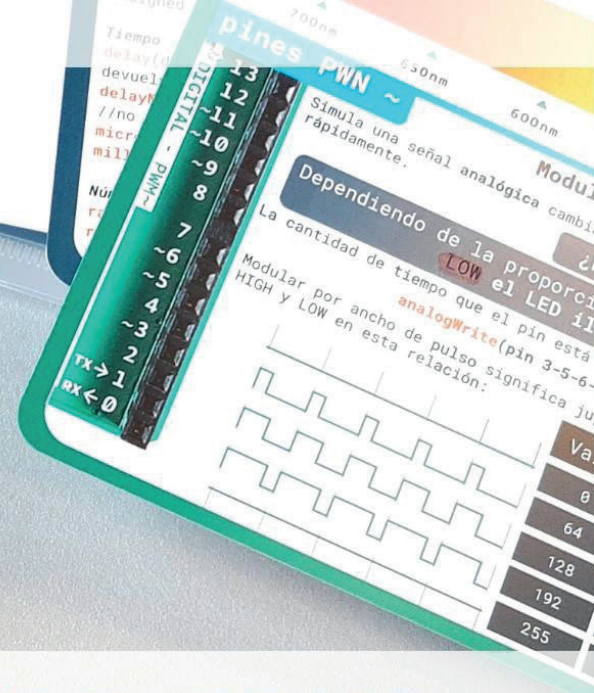 700nm
650nm
600nm
Tiempo
delay(d
devuel
//no
micr
mill
Nú
pines PWN ~
DIGITAL - PWM~
13
12
~11
~10
~9
8
7
~6
~5
4
~3
2
TX→1
RX←0
Modul
Simula una señal analógica cambi
rápidamente.
Dependiendo de la proporci
LOW el LED il
La cantidad de tiempo que el pin está
analogWrite(pin 3-5-6-
Modular por ancho de pulso significa ju
HIGH y LOW en esta relación:
Va
0
64
128
192
255